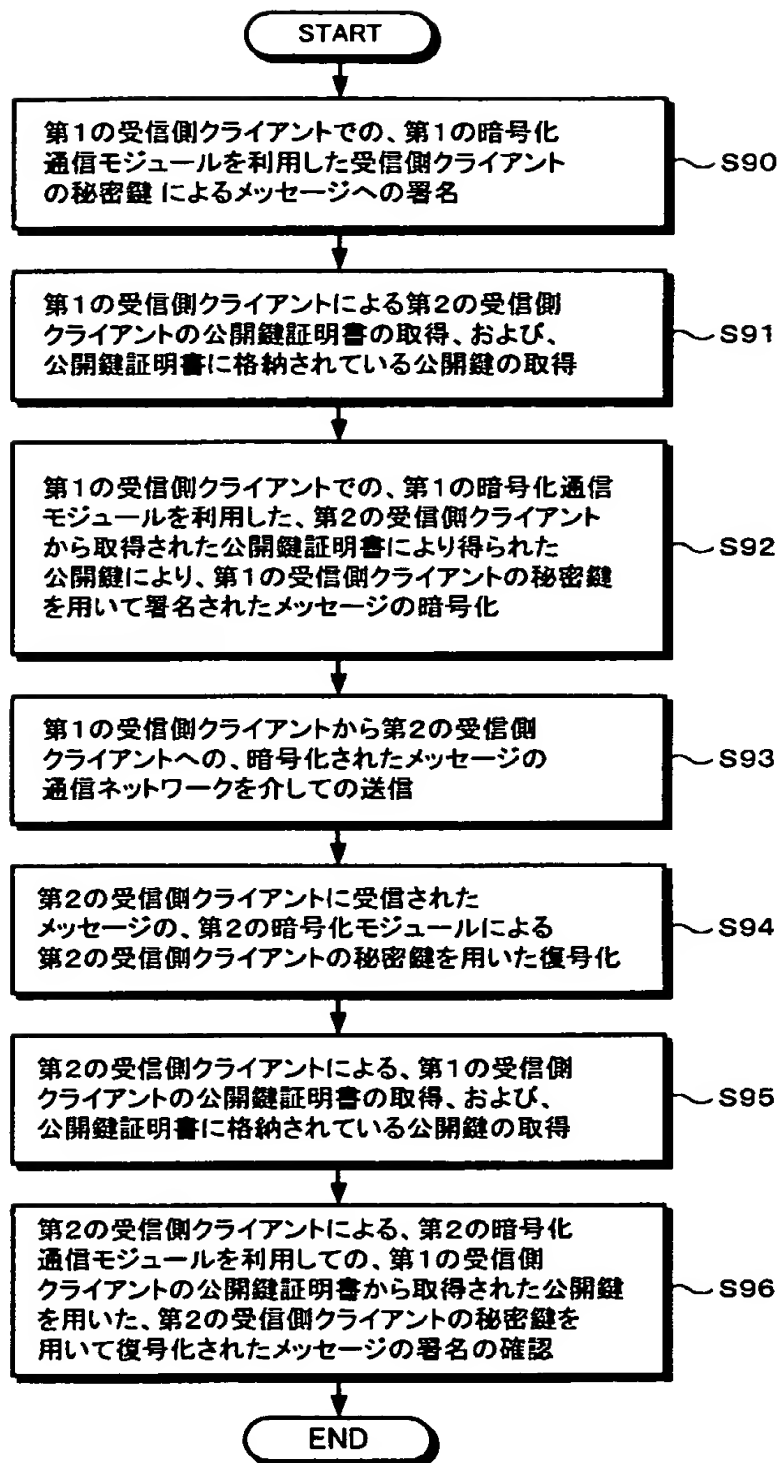 START
第1の受信側クライアントでの、第1の暗号化
通信モジュールを利用した受信側クライアント
の秘密鍵によるメッセージへの署名
S90
第1の受信側クライアントによる第2の受信側
クライアントの公開鍵証明書の取得、および、
公開鍵証明書に格納されている公開鍵の取得
S91
第1の受信側クライアントでの、第1の暗号化通信
モジュールを利用した、第2の受信側クライアント
から取得された公開鍵証明書により得られた
公開鍵により、第1の受信側クライアントの秘密鍵
を用いて署名されたメッセージの暗号化
S92
第1の受信側クライアントから第2の受信側
クライアントへの、暗号化されたメッセージの
通信ネットワークを介しての送信
S93
第2の受信側クライアントに受信された
メッセージの、第2の暗号化モジュールによる
第2の受信側クライアントの秘密鍵を用いた復号化
S94
第2の受信側クライアントによる、第1の受信側
クライアントの公開鍵証明書の取得、および、
公開鍵証明書に格納されている公開鍵の取得
S95
第2の受信側クライアントによる、第2の暗号化
通信モジュールを利用しての、第1の受信側
クライアントの公開鍵証明書から取得された公開鍵
を用いた、第2の受信側クライアントの秘密鍵を
用いて復号化されたメッセージの署名の確認
S96
END